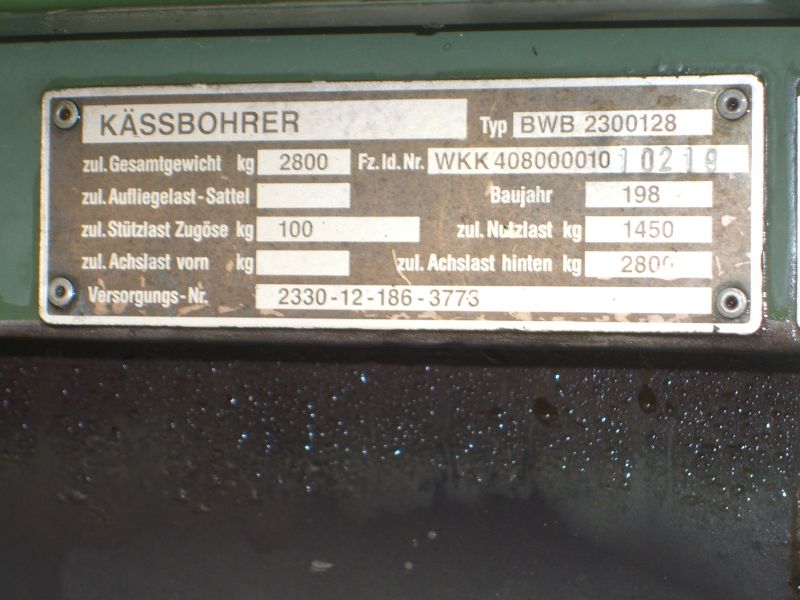 KÄSSBOHRER Typ BWB 2300128
zul. Gesamtgewicht kg 2800 Fz. Id. Nr. WKK 408000010 10219
zul. Aufliegelast-Sattel Baujahr 198
zul. Stützlast Zugöse kg 100 zul. Nutzlast kg 1450
zul. Achslast vorn kg zul. Achslast hinten kg 2800
Versorgungs-Nr. 2330-12-186-3773